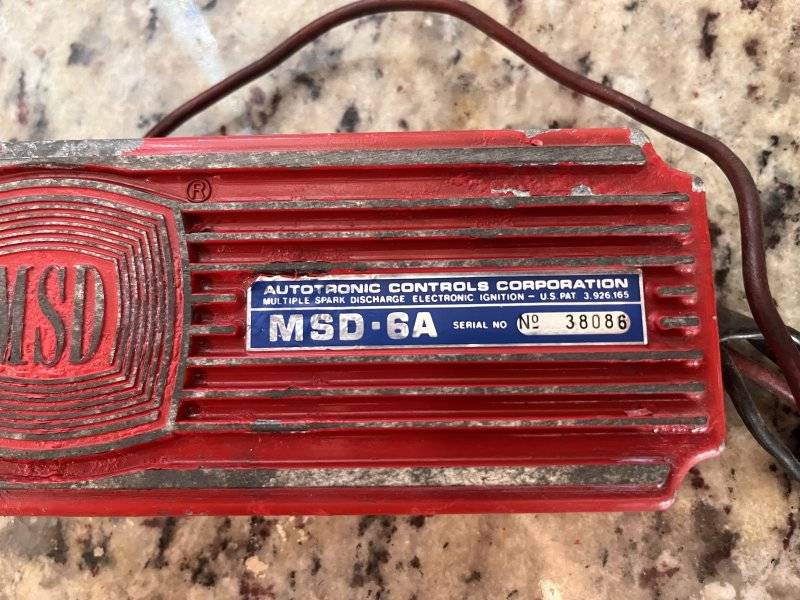 ®
MSD
AUTOTRONIC CONTROLS CORPORATION
MULTIPLE SPARK DISCHARGE ELECTRONIC IGNITION - U.S. PAT 3.926.165
MSD·6A SERIAL NO Nº 38086